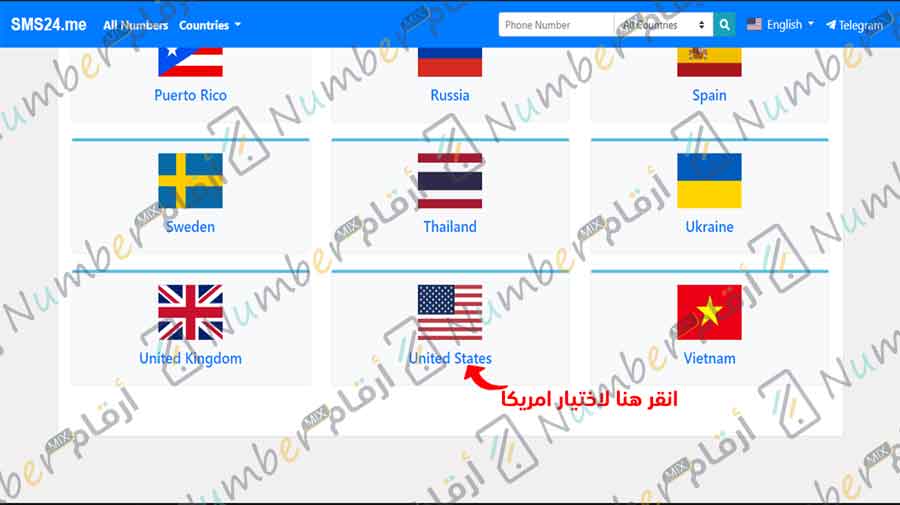 SMS24.me All Numbers Countries Phone Number All Countries English Telegram
Puerto Rico Russia Spain
Sweden Thailand Ukraine
United Kingdom United States Vietnam
انقر هنا لاختيار امريكا
Number MIX أرقام